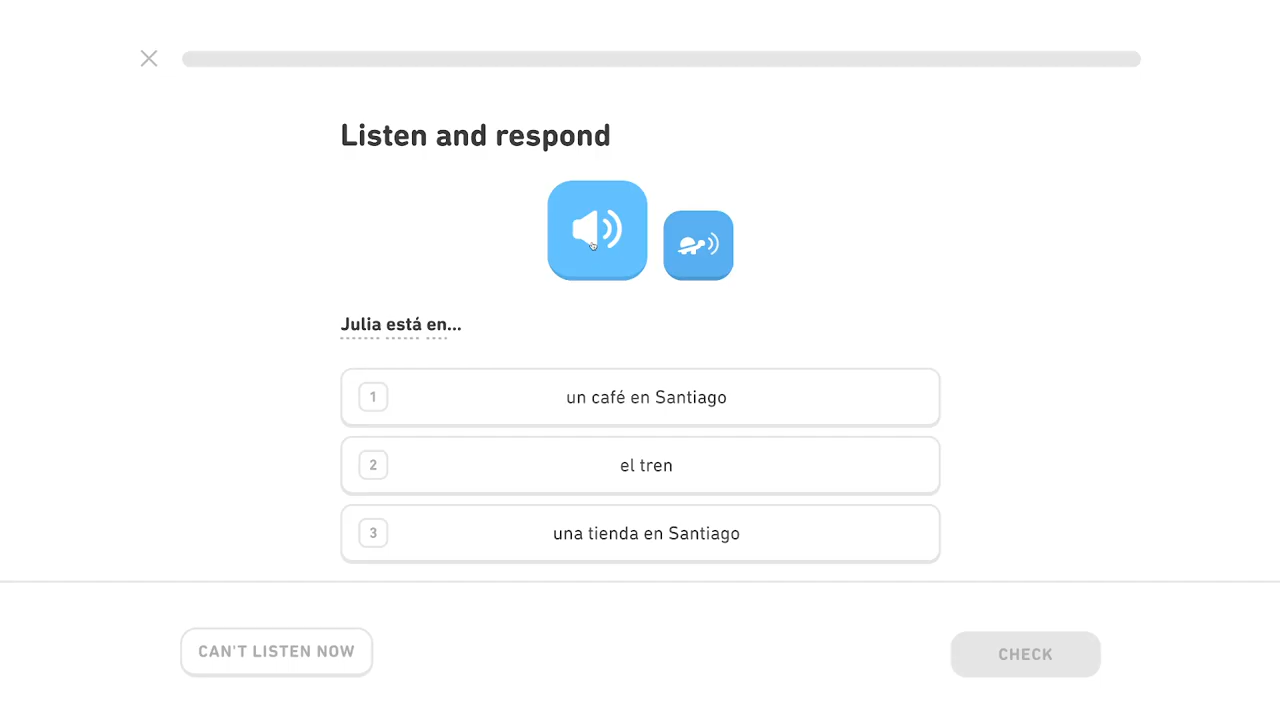 Listen and respond
Julia está en...
1 un café en Santiago
2 el tren
3 una tienda en Santiago
CAN'T LISTEN NOW
CHECK